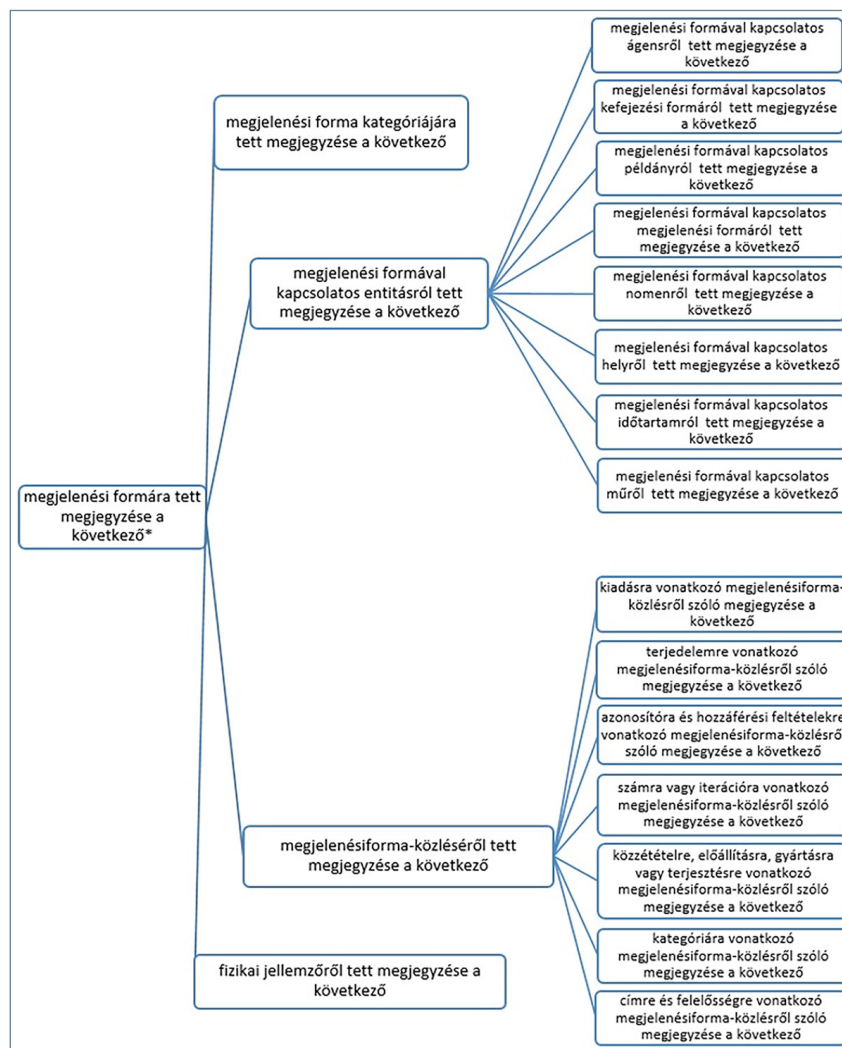 megjelenési formára tett
megjegyzése a
következő*
megjelenési forma kategóriájára
tett megjegyzése a következő
megjelenési formával
kapcsolatos entitásról tett
megjegyzése a következő
megjelenési formával kapcsolatos
ágensről tett megjegyzése a
következő
megjelenési formával kapcsolatos
kefejezési formáról tett megjegyzése
a következő
megjelenési formával kapcsolatos
példányról tett megjegyzése a
következő
megjelenési formával kapcsolatos
megjelenési formáról tett
megjegyzése a következő
megjelenési formával kapcsolatos
nomenről tett megjegyzése a
következő
megjelenési formával kapcsolatos
helyről tett megjegyzése a következő
megjelenési formával kapcsolatos
időtartamról tett megjegyzése a
következő
megjelenési formával kapcsolatos
műről tett megjegyzése a következő
megjelenésiforma-közléséről tett
megjegyzése a következő
kiadásra vonatkozó megjelenésiforma-
közlésről szóló megjegyzése a
következő
terjedelemre vonatkozó
megjelenésiforma-közlésről szóló
megjegyzése a következő
azonosítóra és hozzáférési feltételekre
vonatkozó megjelenésiforma-közlésről
szóló megjegyzése a következő
számra vagy iterációra vonatkozó
megjelenésiforma-közlésről szóló
megjegyzése a következő
közzétételre, előállításra, gyártásra
vagy terjesztésre vonatkozó
megjelenésiforma-közlésről szóló
megjegyzése a következő
kategóriára vonatkozó
megjelenésiforma-közlésről szóló
megjegyzése a következő
címre és felelősségre vonatkozó
megjelenésiforma-közlésről szóló
megjegyzése a következő
fizikai jellemzőről tett megjegyzése a
következő